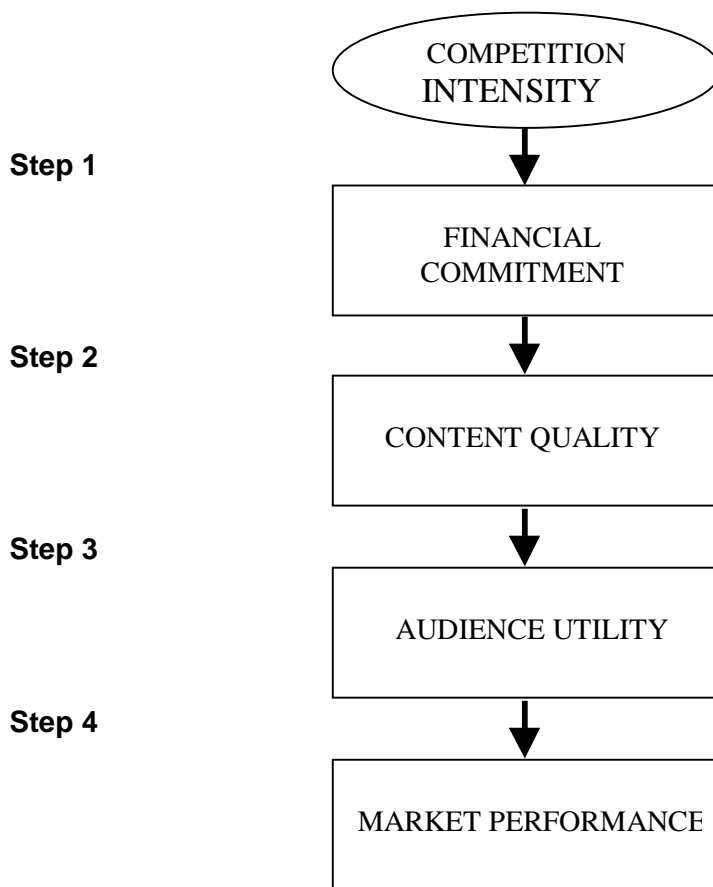 COMPETITION
INTENSITY
Step 1
FINANCIAL
COMMITMENT
Step 2
CONTENT QUALITY
Step 3
AUDIENCE UTILITY
Step 4
MARKET PERFORMANCE